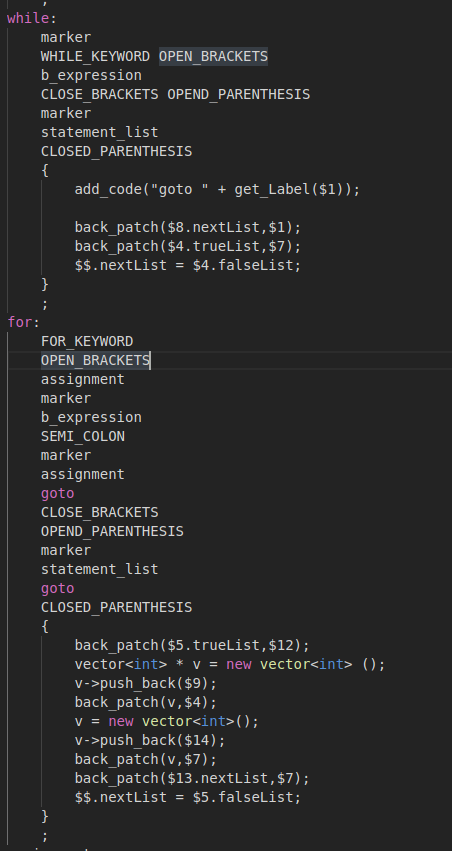 ;
while:
marker
WHILE_KEYWORD OPEN_BRACKETS
b_expression
CLOSE_BRACKETS OPEND_PARENTHESIS
marker
statement_list
CLOSED_PARENTHESIS
{
add_code("goto " + get_Label($1));
back_patch($8.nextList,$1);
back_patch($4.trueList,$7);
$$.nextList = $4.falseList;
}
;
for:
FOR_KEYWORD
OPEN_BRACKETS
assignment
marker
b_expression
SEMI_COLON
marker
assignment
goto
CLOSE_BRACKETS
OPEND_PARENTHESIS
marker
statement_list
goto
CLOSED_PARENTHESIS
{
back_patch($5.trueList,$12);
vector<int> * v = new vector<int> ();
v->push_back($9);
back_patch(v,$4);
v = new vector<int>();
v->push_back($14);
back_patch(v,$7);
back_patch($13.nextList,$7);
$$.nextList = $5.falseList;
}
;